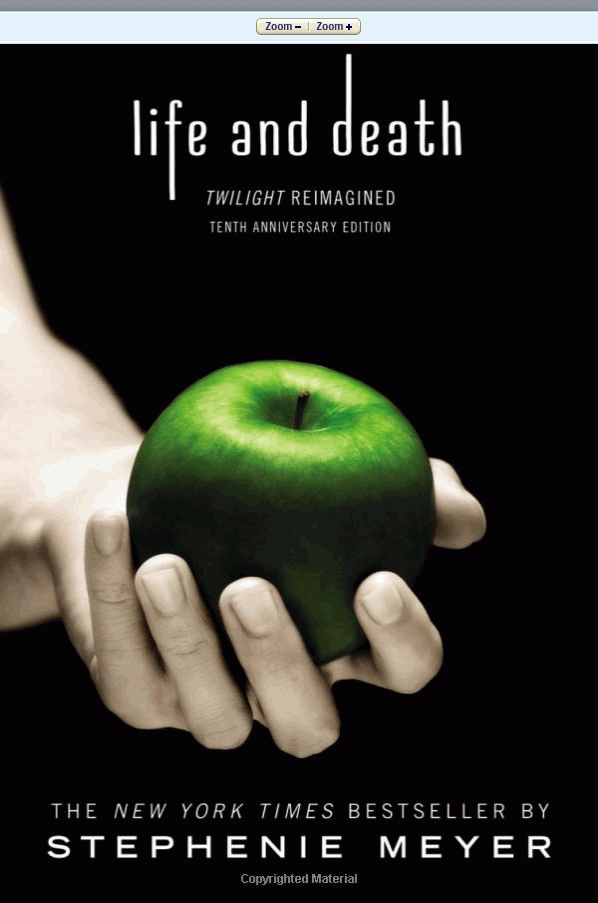 Zoom - | Zoom +
life and death
TWILIGHT REIMAGINED
TENTH ANNIVERSARY EDITION
THE NEW YORK TIMES BESTSELLER BY
STEPHENIE MEYER
Copyrighted Material